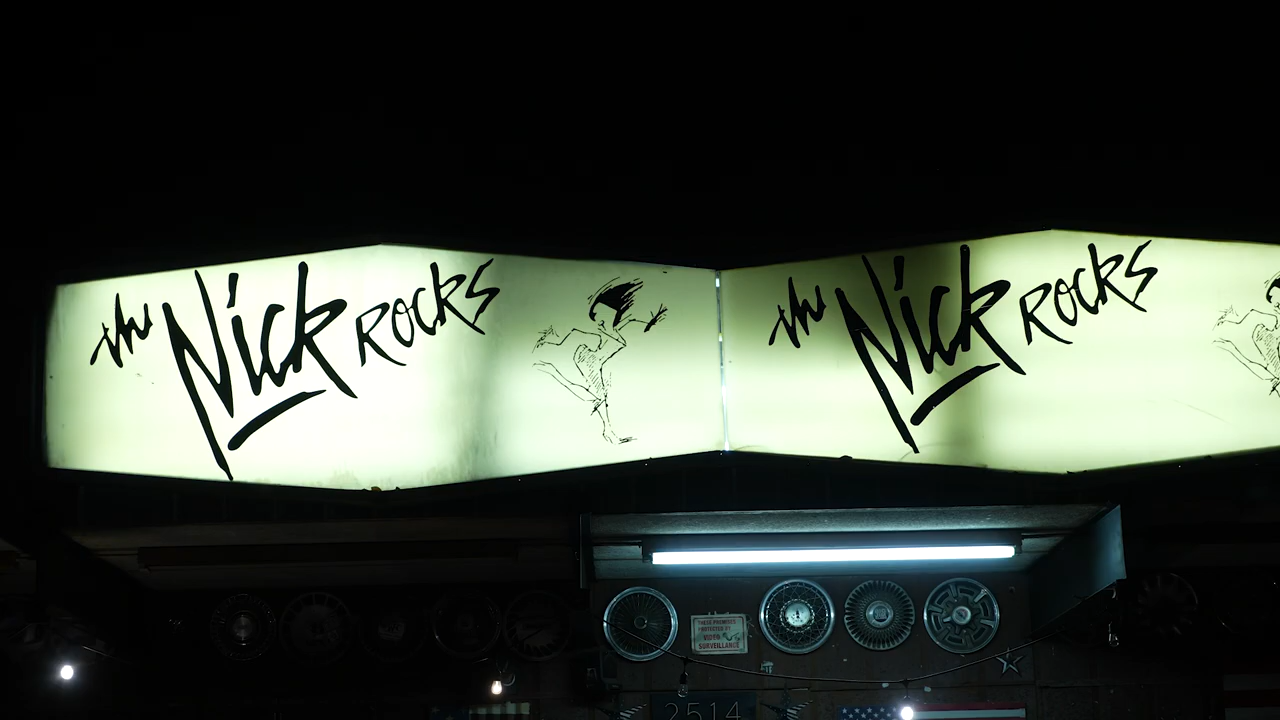 the Nick ROCKS
the Nick ROCKS
THESE PREMISES
PROTECTED BY
VIDEO
SURVEILLANCE
2514